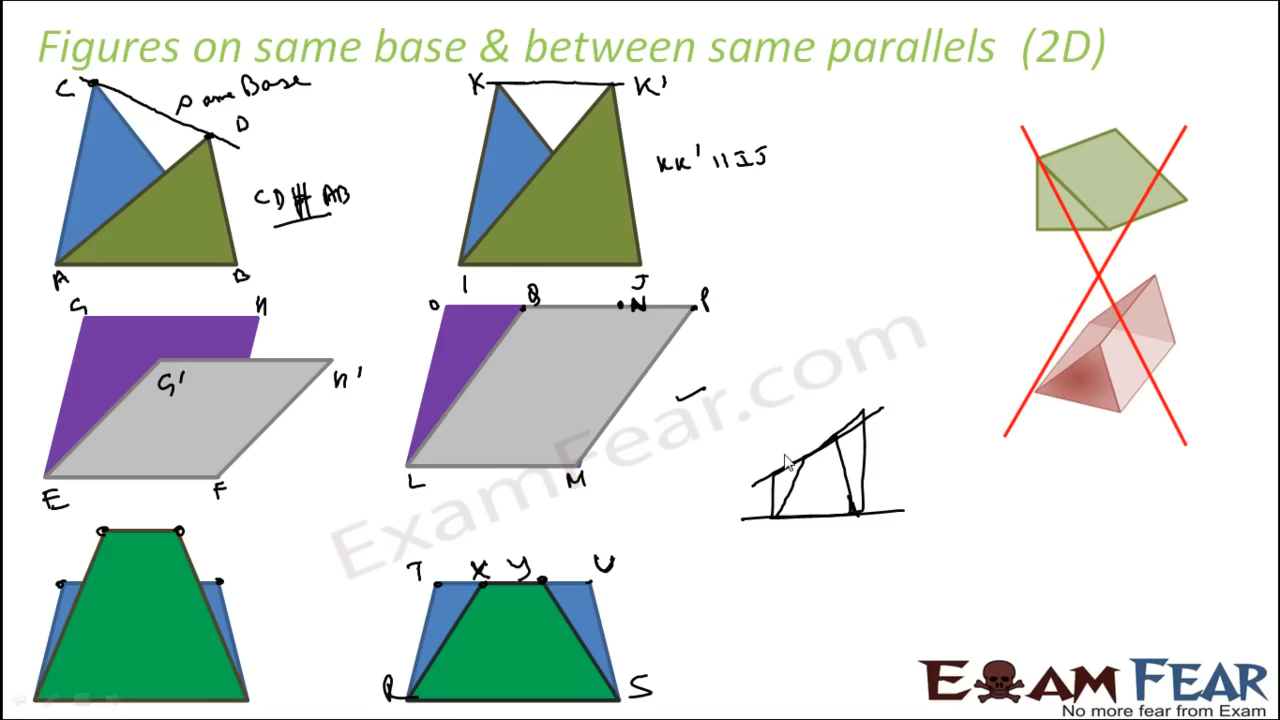 Figures on same base & between same parallels (2D)
C
same Base
D
CD ∦ AB
A
B
K
K'
KK' || IJ
I
J
G
H
G'
H'
E
F
O
Q
N
P
L
M
T
X
Y
U
R
S
ExamFear.com
EXAM FEAR
No more fear from Exam